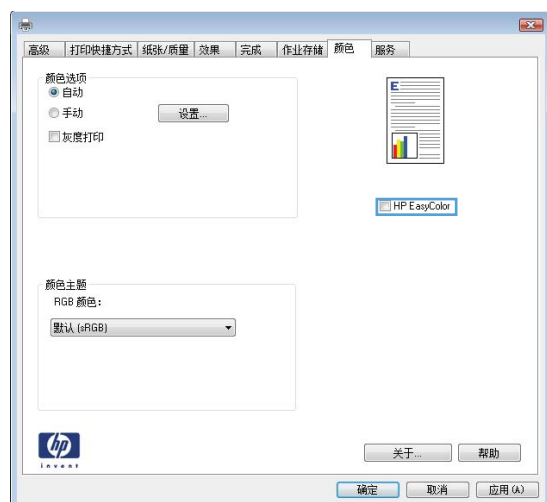 高级 打印快捷方式 纸张/质量 效果 完成 作业存储 颜色 服务
颜色选项
自动
手动
设置...
灰度打印
E
HP EasyColor
颜色主题
RGB 颜色：
默认 (sRGB)
hp
invent
关于... 帮助
确定 取消 应用(A)